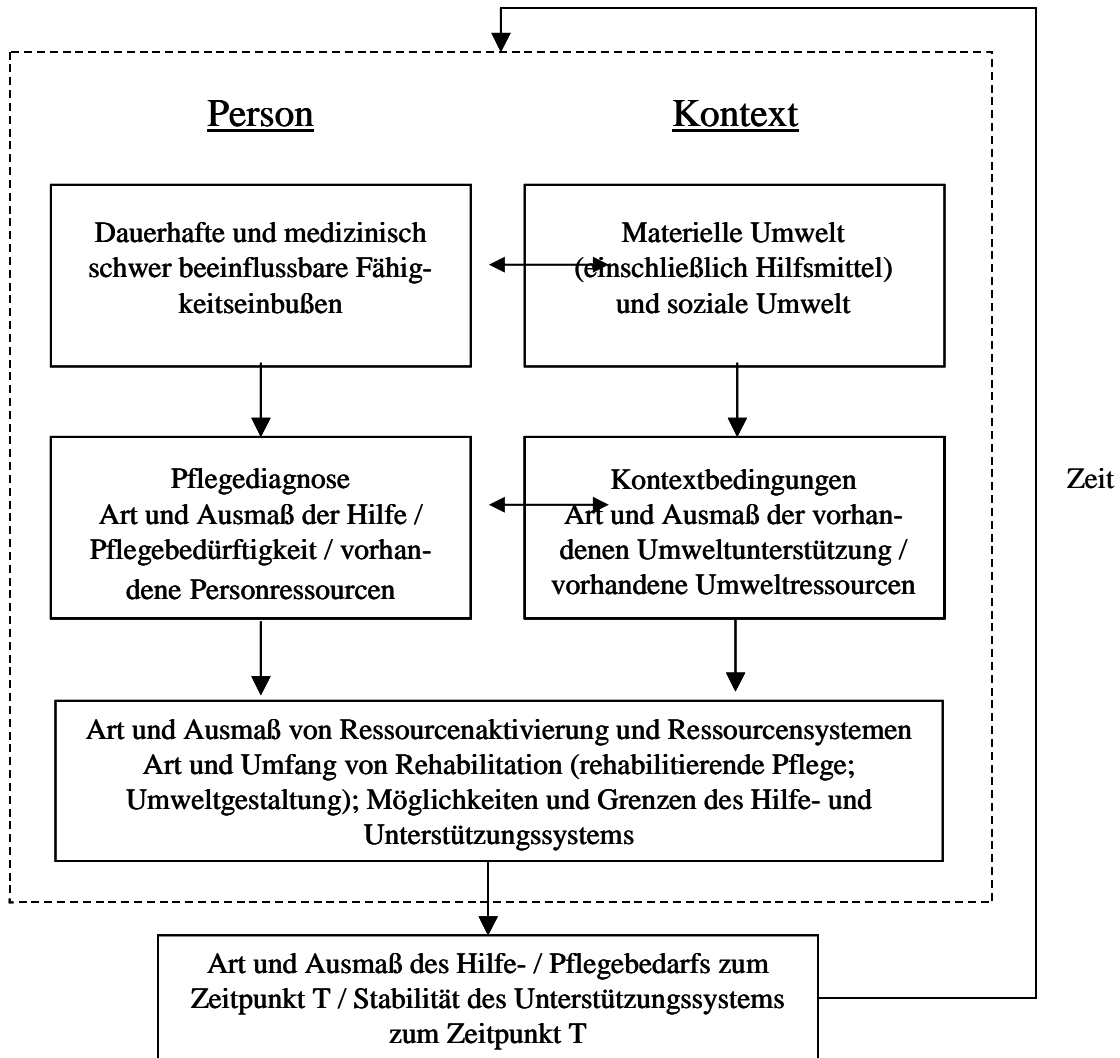 Person
Kontext
Dauerhafte und medizinisch
schwer beeinflussbare Fähig-
keitseinbußen
Materielle Umwelt
(einschließlich Hilfsmittel)
und soziale Umwelt
Pflegediagnose
Art und Ausmaß der Hilfe /
Pflegebedürftigkeit / vorhan-
dene Personressourcen
Kontextbedingungen
Art und Ausmaß der vorhan-
denen Umweltunterstützung /
vorhandene Umweltressourcen
Zeit
Art und Ausmaß von Ressourcenaktivierung und Ressourcensystemen
Art und Umfang von Rehabilitation (rehabilitierende Pflege;
Umweltgestaltung); Möglichkeiten und Grenzen des Hilfe- und
Unterstützungssystems
Art und Ausmaß des Hilfe- / Pflegebedarfs zum
Zeitpunkt T / Stabilität des Unterstützungssystems
zum Zeitpunkt T